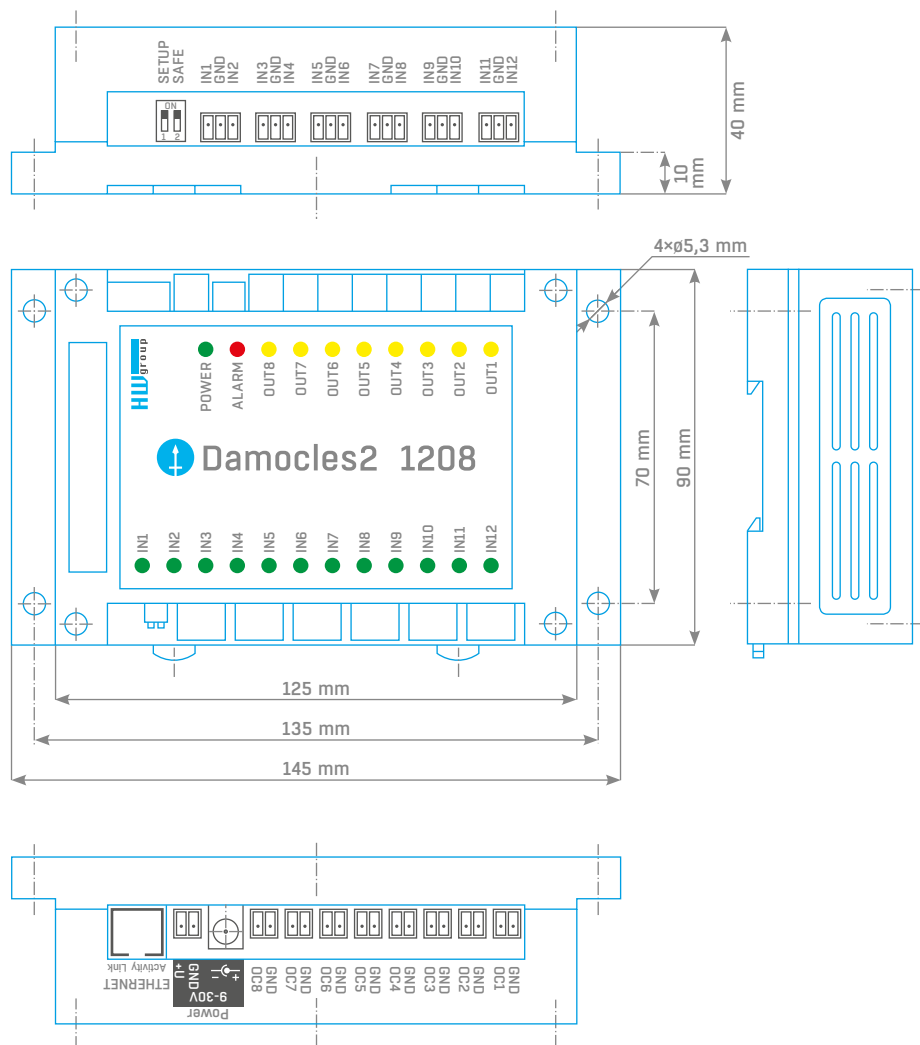 SETUP
SAFE
IN1
GND
IN2
IN3
GND
IN4
IN5
GND
IN6
IN7
GND
IN8
IN9
GND
IN10
IN11
GND
IN12
ON
1 2
40 mm
10 mm
4×ø5,3 mm
HW group
POWER
ALARM
OUT8
OUT7
OUT6
OUT5
OUT4
OUT3
OUT2
OUT1
Damocles2 1208
70 mm
90 mm
IN1
IN2
IN3
IN4
IN5
IN6
IN7
IN8
IN9
IN10
IN11
IN12
125 mm
135 mm
145 mm
Activity Link
ETHERNET
+U
GND
- +
9-30V
Power
OC8
GND
OC7
GND
OC6
GND
OC5
GND
OC4
GND
OC3
GND
OC2
GND
OC1
GND